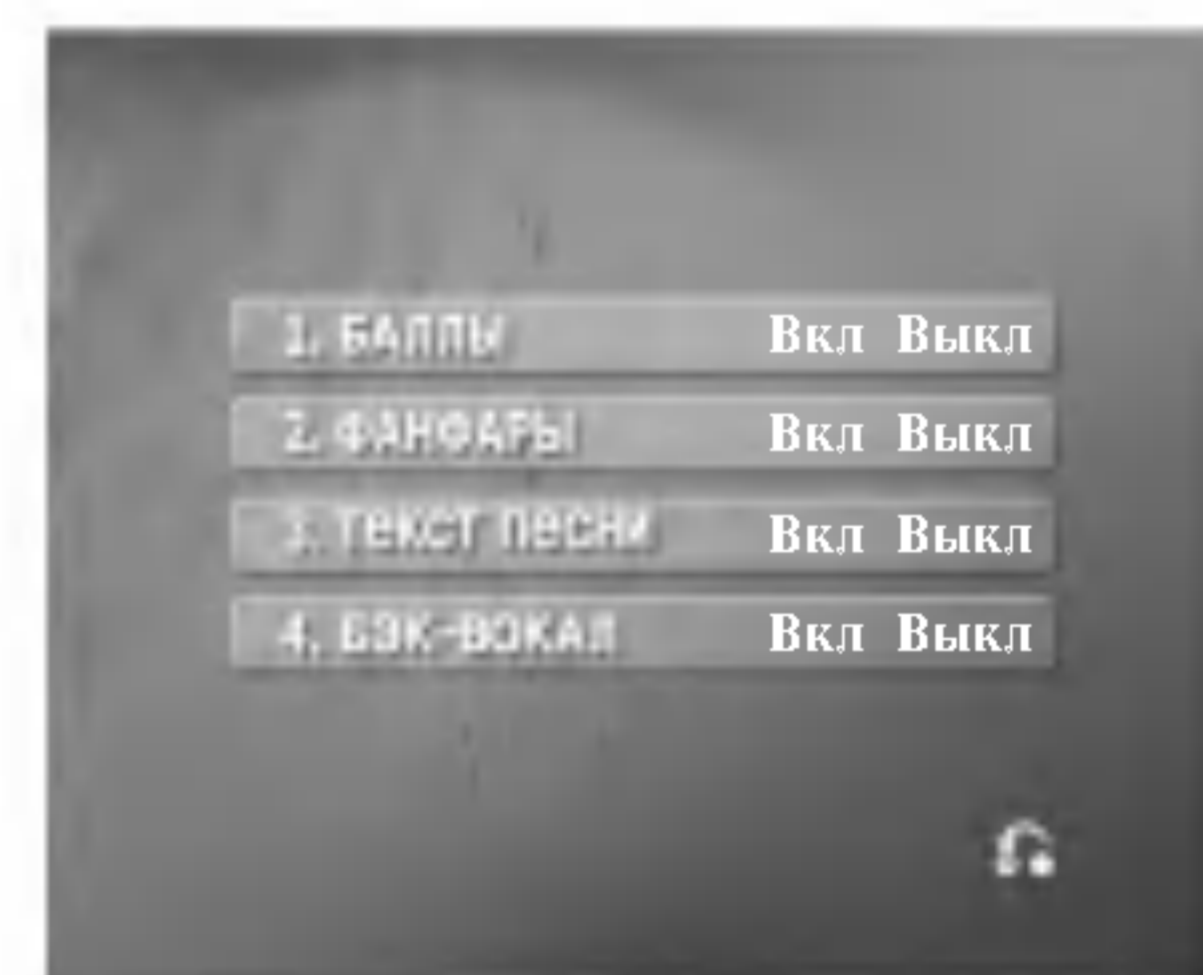 1. БАЛЛЫ Вкл Выкл
2. ФАНФАРЫ Вкл Выкл
3. ТЕКСТ ПЕСНИ Вкл Выкл
4. БЭК-ВОКАЛ Вкл Выкл